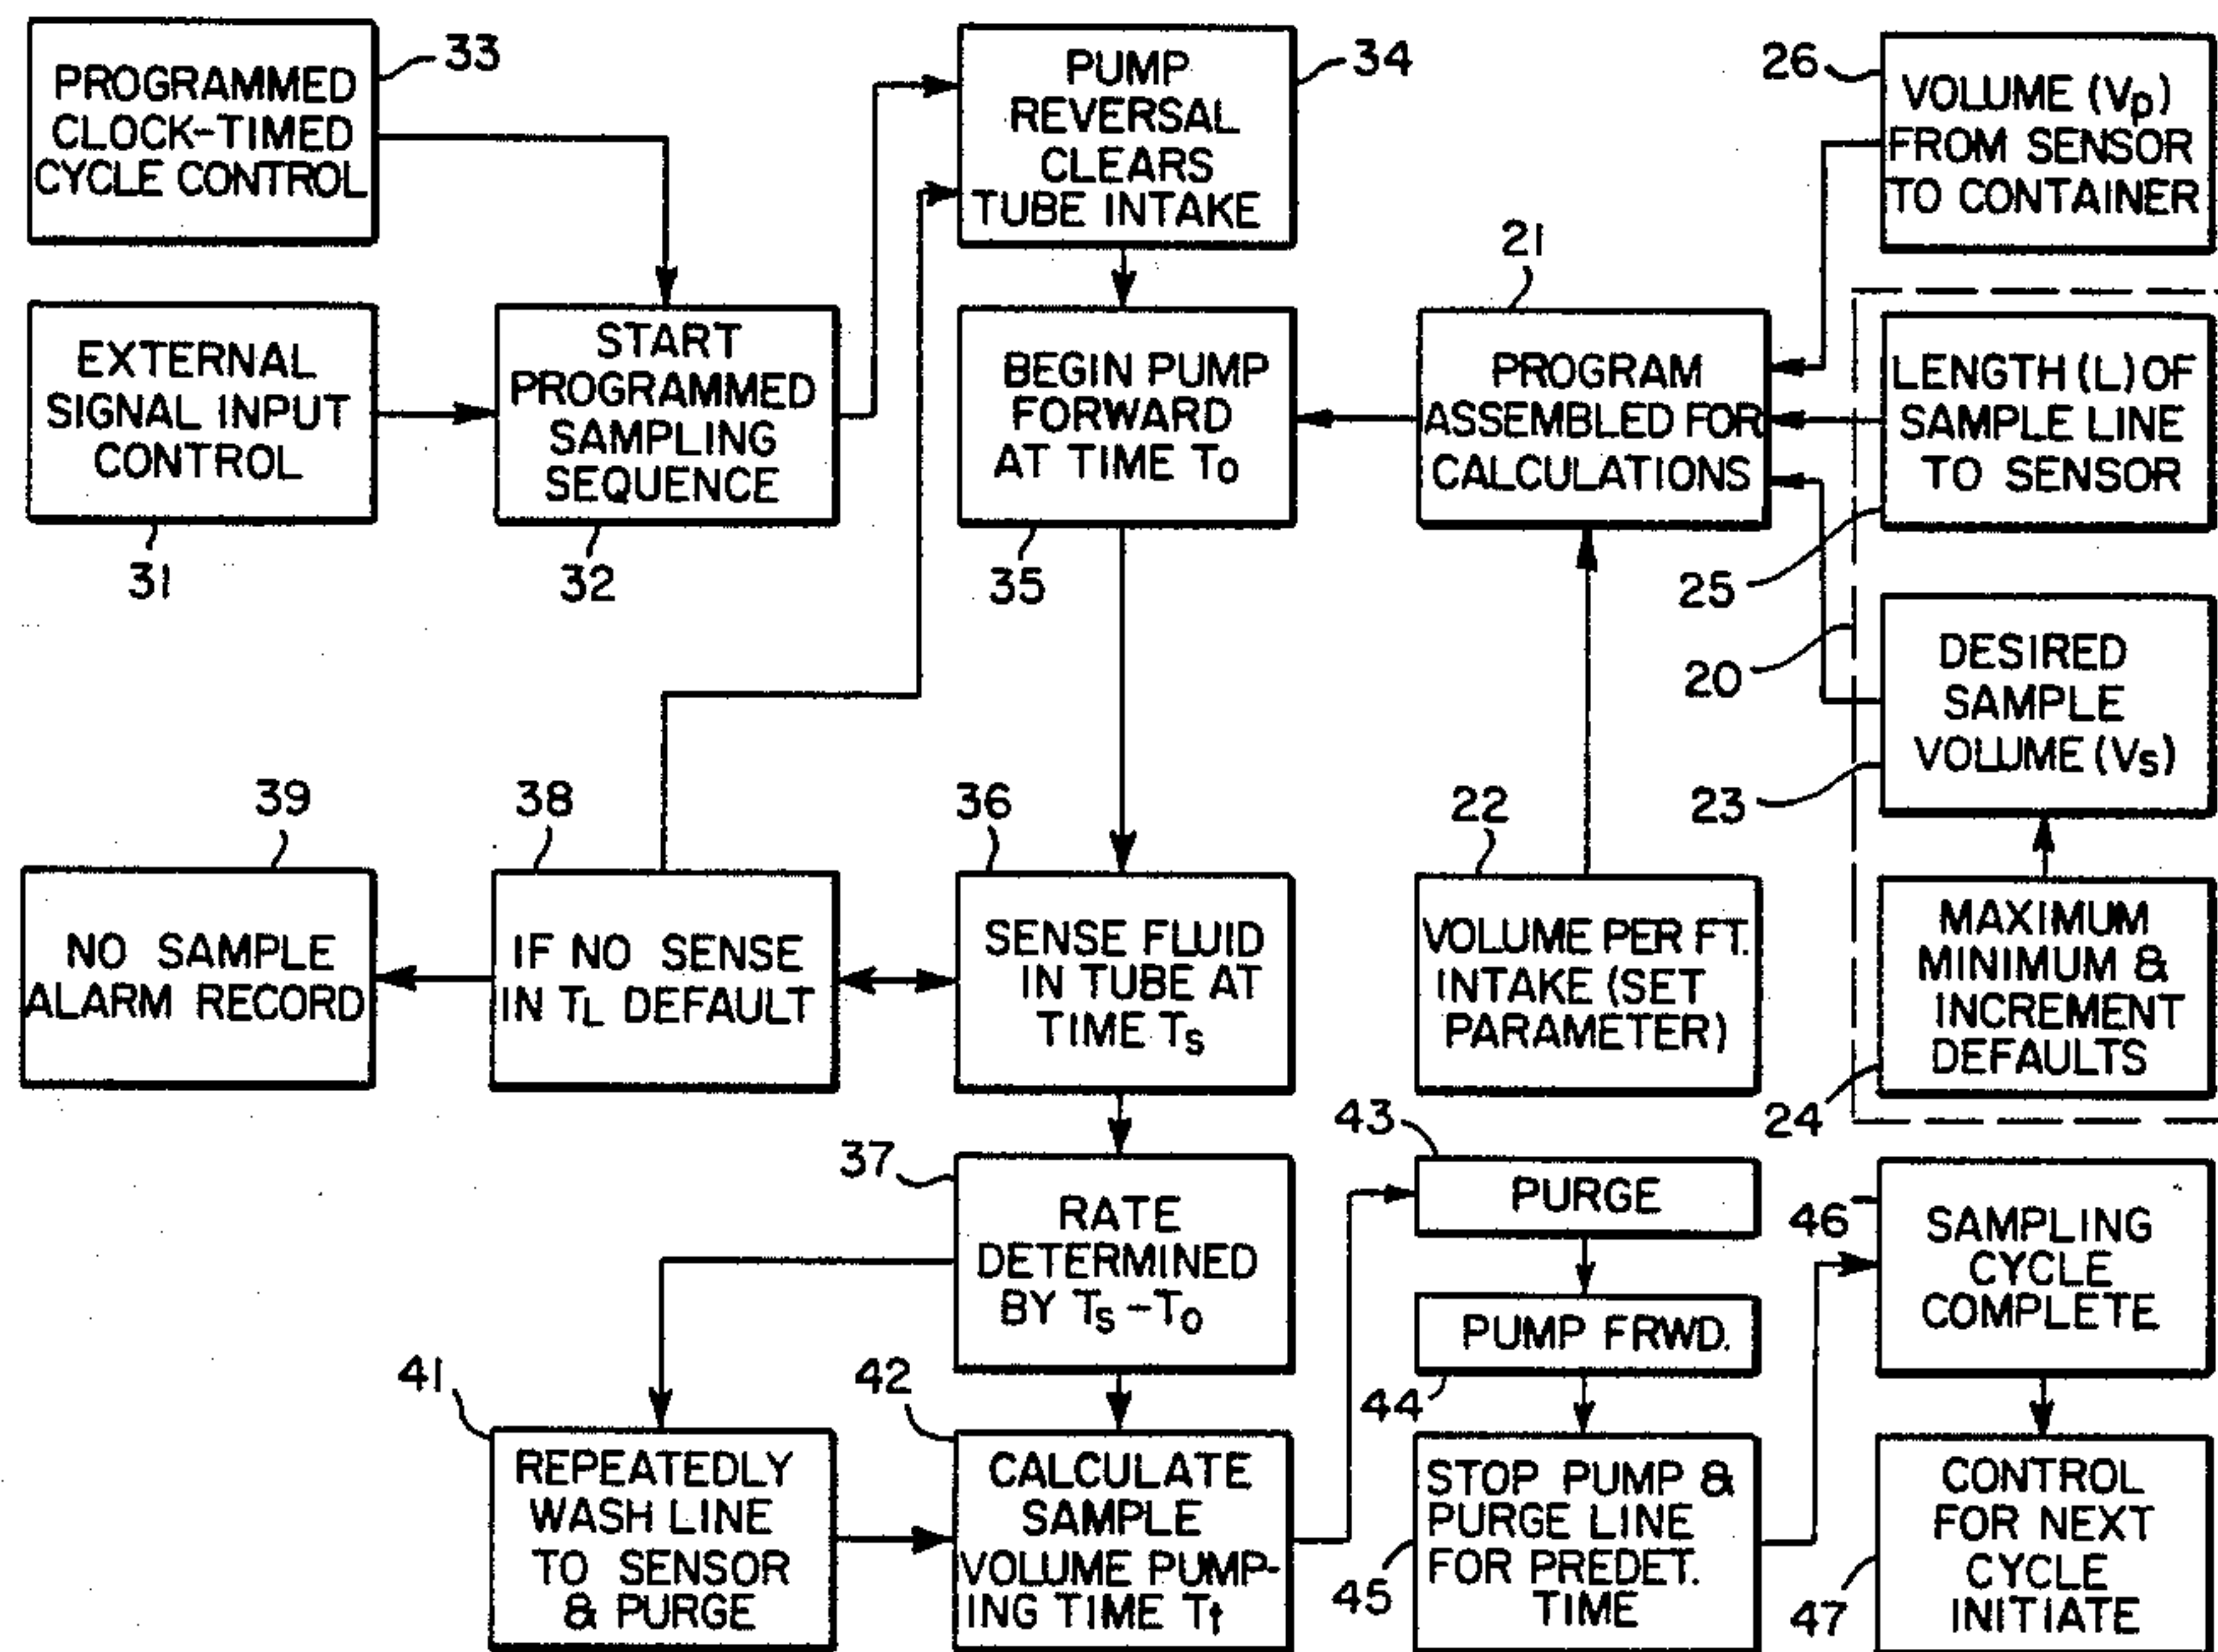 33
PROGRAMMED
CLOCK-TIMED
CYCLE CONTROL
34
PUMP
REVERSAL
CLEARS
TUBE INTAKE
26
VOLUME (Vp)
FROM SENSOR
TO CONTAINER
31
EXTERNAL
SIGNAL INPUT
CONTROL
32
START
PROGRAMMED
SAMPLING
SEQUENCE
35
BEGIN PUMP
FORWARD
AT TIME To
21
PROGRAM
ASSEMBLED FOR
CALCULATIONS
25
LENGTH (L) OF
SAMPLE LINE
TO SENSOR
20
23
DESIRED
SAMPLE
VOLUME (Vs)
39
NO SAMPLE
ALARM RECORD
38
IF NO SENSE
IN TL DEFAULT
36
SENSE FLUID
IN TUBE AT
TIME Ts
22
VOLUME PER FT.
INTAKE (SET
PARAMETER)
24
MAXIMUM
MINIMUM &
INCREMENT
DEFAULTS
37
RATE
DETERMINED
BY Ts-To
43
PURGE
44
PUMP FRWD.
46
SAMPLING
CYCLE
COMPLETE
41
REPEATEDLY
WASH LINE
TO SENSOR
& PURGE
42
CALCULATE
SAMPLE
VOLUME PUMP-
ING TIME Tt
45
STOP PUMP &
PURGE LINE
FOR PREDET.
TIME
47
CONTROL
FOR NEXT
CYCLE
INITIATE